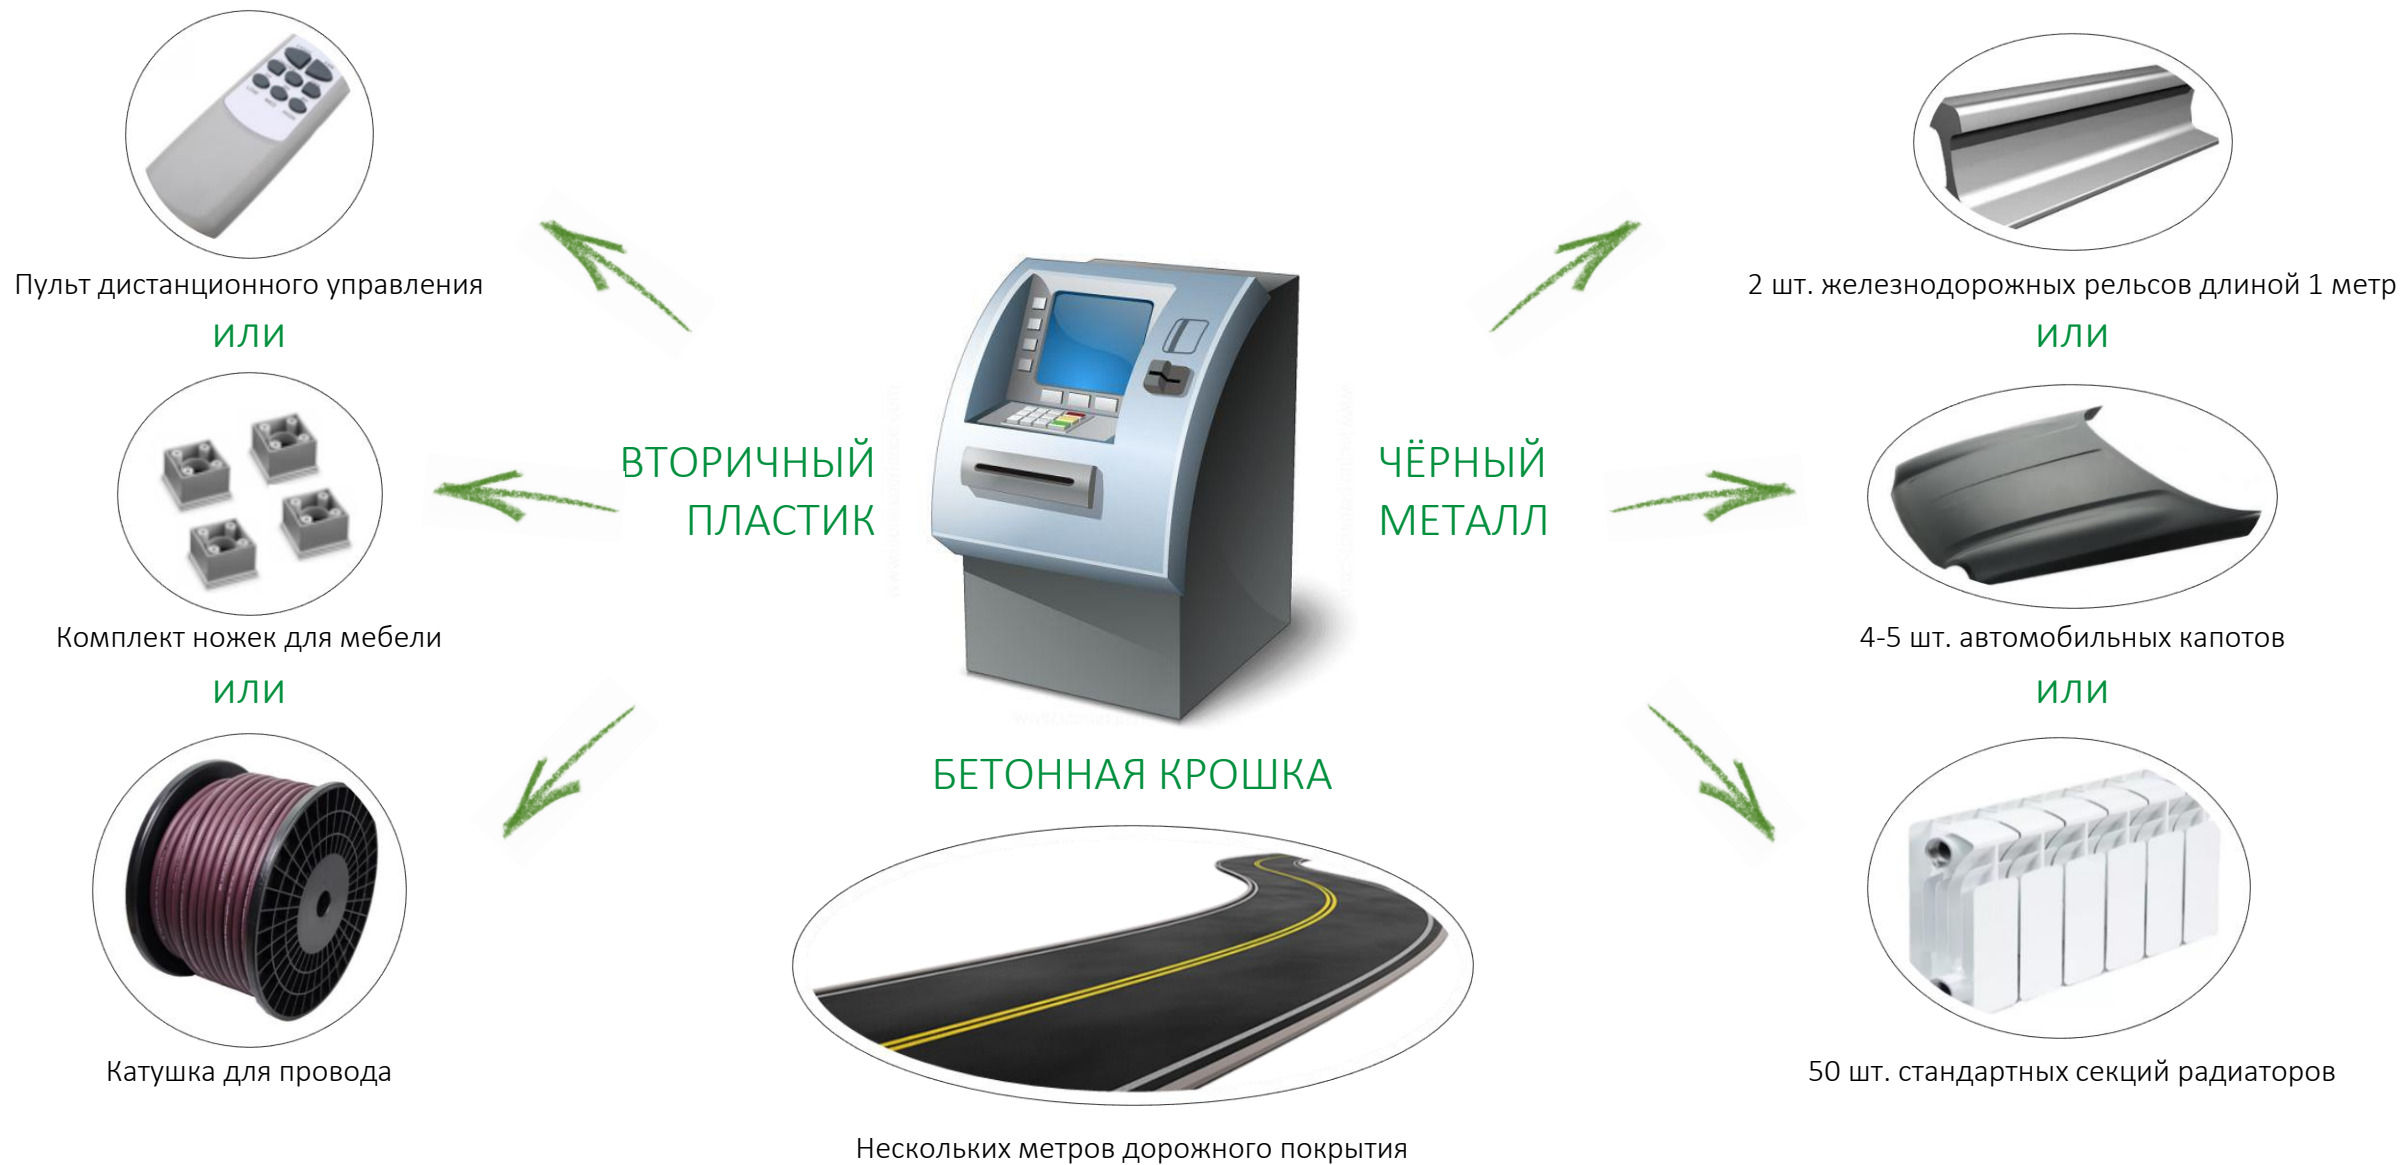 Пульт дистанционного управления
или
Комплект ножек для мебели
или
Катушка для провода
ВТОРИЧНЫЙ
ПЛАСТИК
ЧЁРНЫЙ
МЕТАЛЛ
БЕТОННАЯ КРОШКА
Нескольких метров дорожного покрытия
2 шт. железнодорожных рельсов длиной 1 метр
или
4-5 шт. автомобильных капотов
или
50 шт. стандартных секций радиаторов